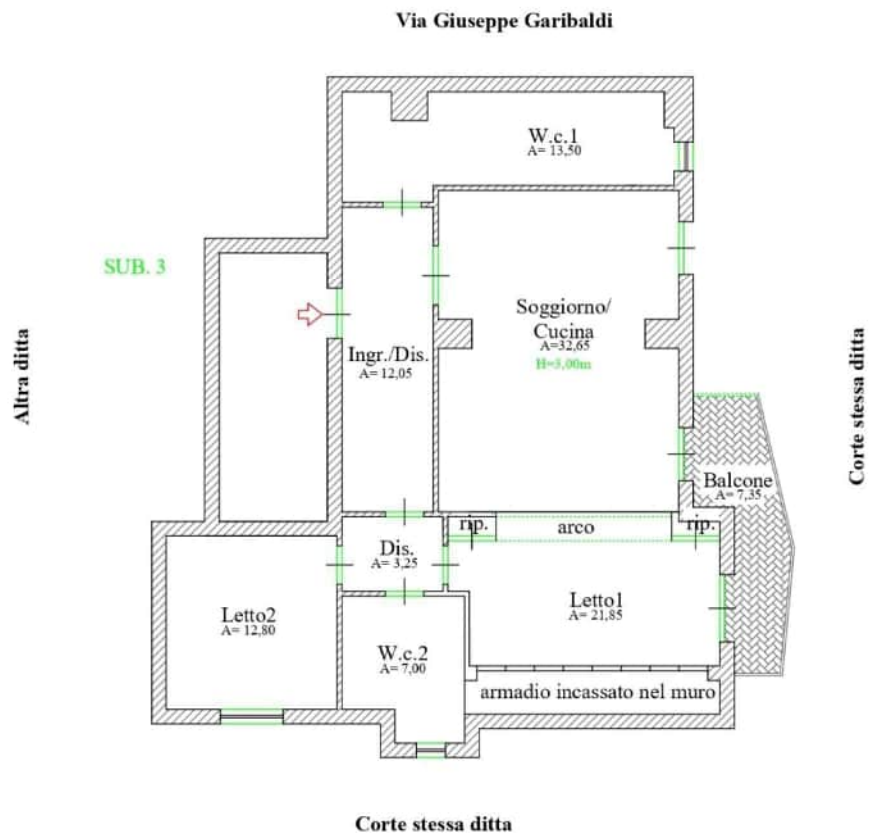 Via Giuseppe Garibaldi
W.c.1
A= 13,50
SUB. 3
Soggiorno/
Cucina
A=32,65
H=3,00m
Ingr./Dis.
A= 12,05
Altra ditta
Corte stessa ditta
Balcone
A= 7,35
rip.
arco
rip.
Dis.
A= 3,25
Letto1
A= 21,85
Letto2
A= 12,80
W.c.2
A= 7,00
armadio incassato nel muro
Corte stessa ditta